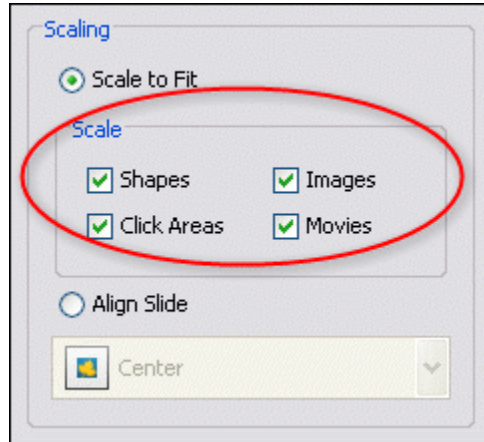 Scaling
Scale to Fit
Scale
Shapes Images
Click Areas Movies
Align Slide
Center